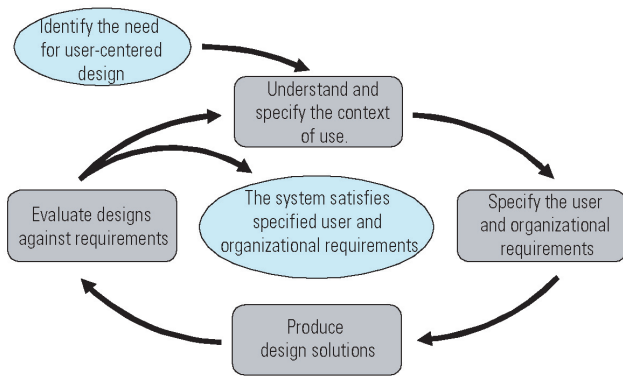 Identify the need
for user-centered
design
Understand and
specify the context
of use.
The system satisfies
specified user and
organizational requirements
Evaluate designs
against requirements
Specify the user
and organizational
requirements
Produce
design solutions